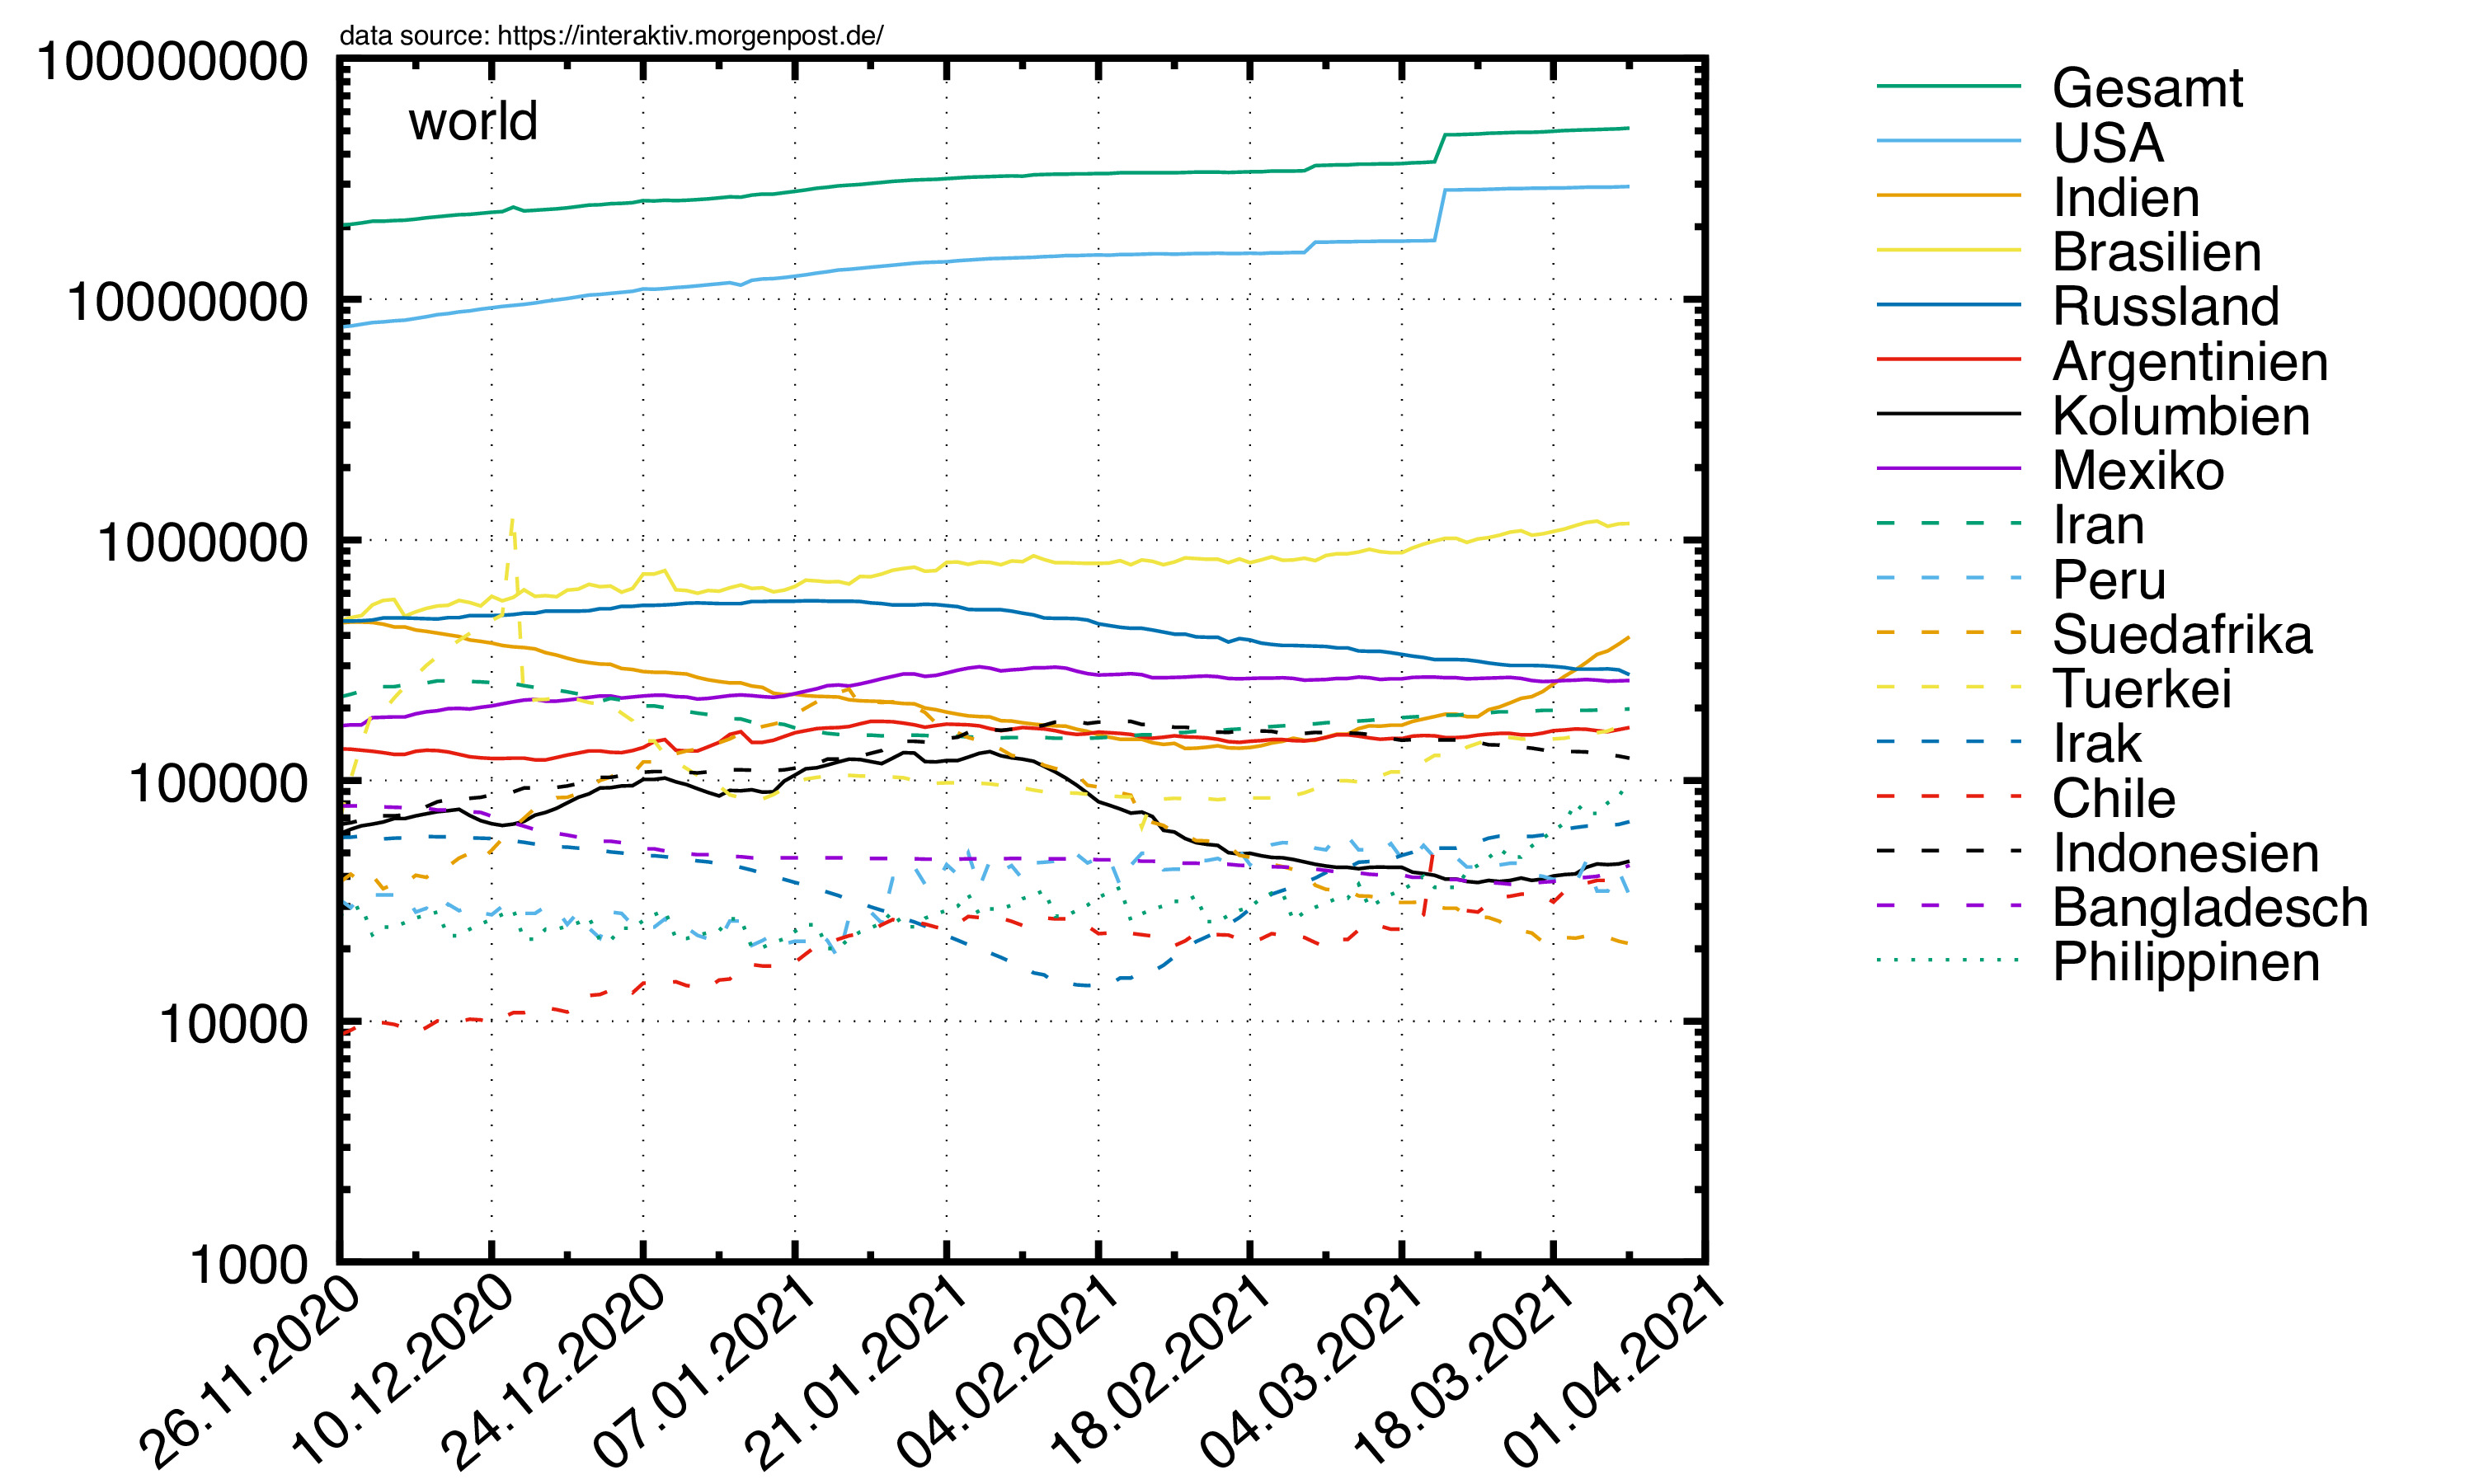 data source: https://interaktiv.morgenpost.de/
world
100000000
10000000
1000000
100000
10000
1000
26.11.2020
10.12.2020
24.12.2020
07.01.2021
21.01.2021
04.02.2021
18.02.2021
04.03.2021
18.03.2021
01.04.2021
Gesamt
USA
Indien
Brasilien
Russland
Argentinien
Kolumbien
Mexiko
Iran
Peru
Suedafrika
Tuerkei
Irak
Chile
Indonesien
Bangladesch
Philippinen